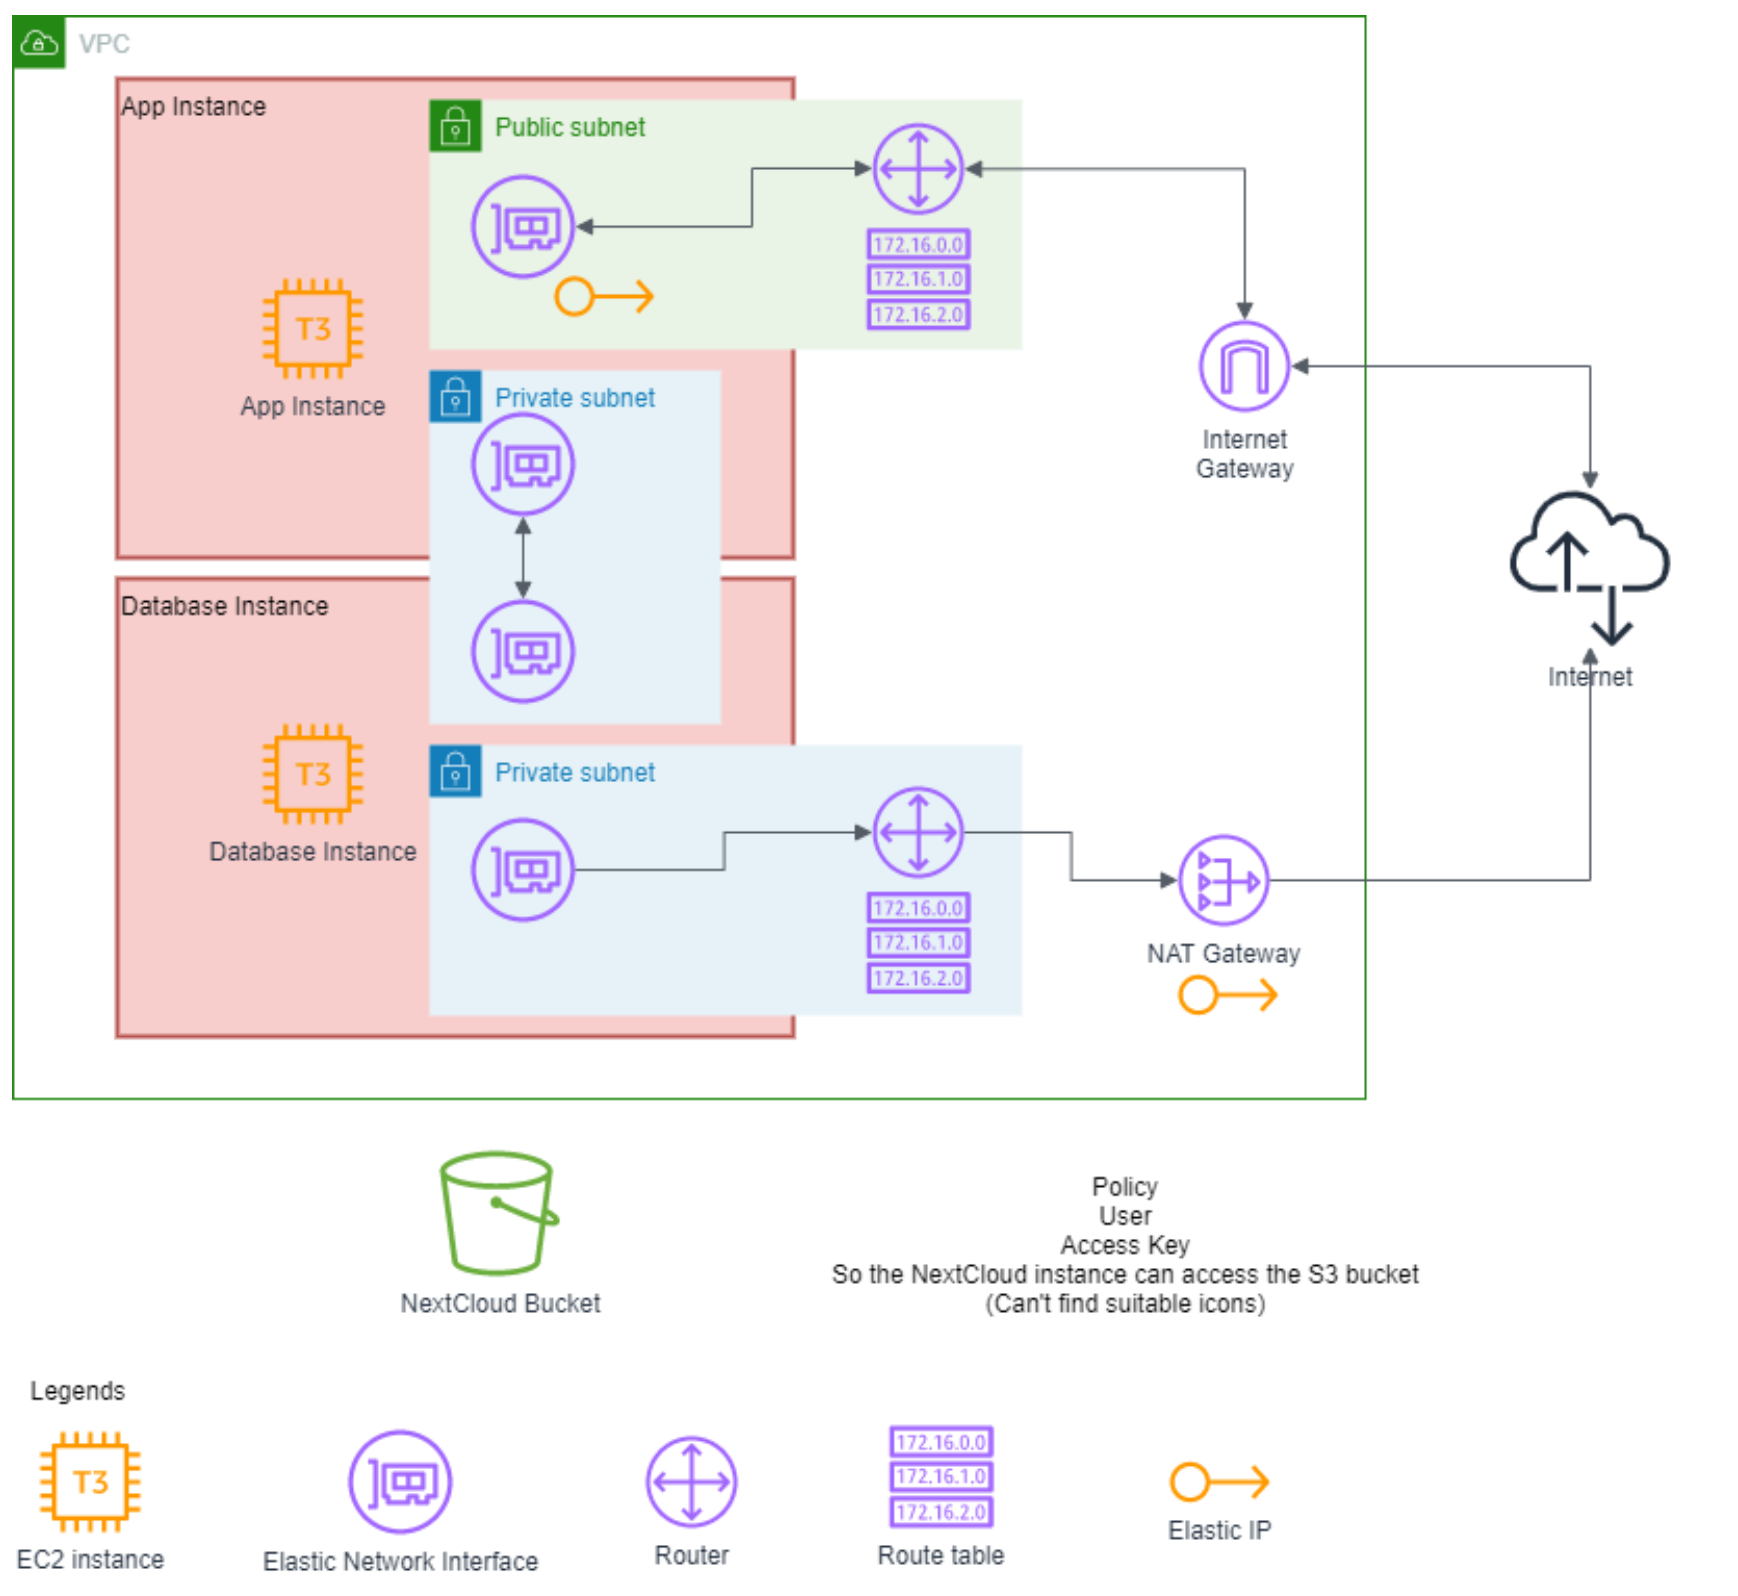 VPC
App Instance
Public subnet
172.16.0.0
172.16.1.0
172.16.2.0
T3
App Instance
Private subnet
Internet
Gateway
Internet
Database Instance
T3
Database Instance
Private subnet
172.16.0.0
172.16.1.0
172.16.2.0
NAT Gateway
NextCloud Bucket
Policy
User
Access Key
So the NextCloud instance can access the S3 bucket
(Can't find suitable icons)
Legends
T3
EC2 instance
Elastic Network Interface
Router
172.16.0.0
172.16.1.0
172.16.2.0
Route table
Elastic IP